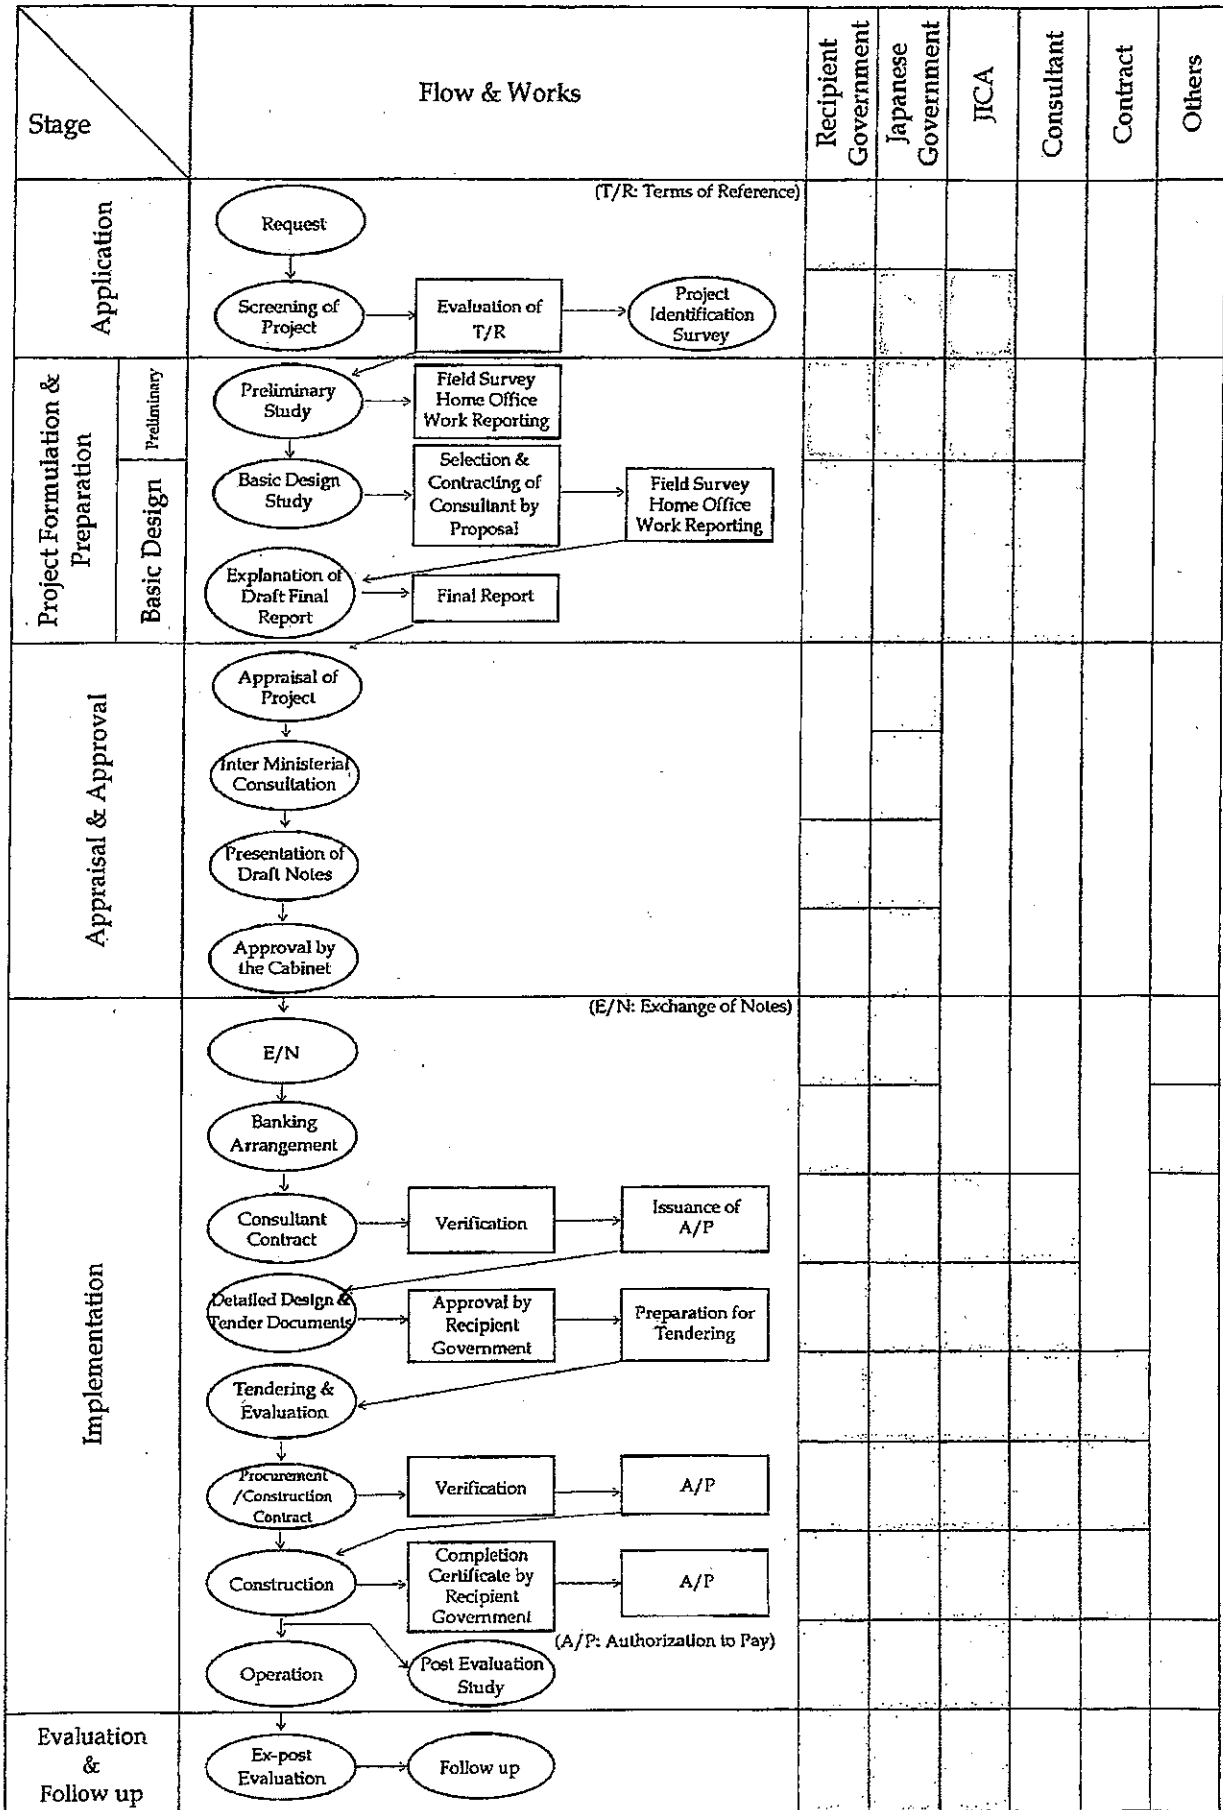 Stage
Flow & Works
Recipient
Government
Japanese
Government
JICA
Consultant
Contract
Others
Application
(T/R: Terms of Reference)
Request
Screening of
Project
Evaluation of
T/R
Project
Identification
Survey
Project Formulation &
Preparation
Preliminary
Preliminary
Study
Field Survey
Home Office
Work Reporting
Basic Design
Basic Design
Study
Selection &
Contracting of
Consultant by
Proposal
Field Survey
Home Office
Work Reporting
Explanation of
Draft Final
Report
Final Report
Appraisal & Approval
Appraisal of
Project
Inter Ministerial
Consultation
Presentation of
Draft Notes
Approval by
the Cabinet
Implementation
(E/N: Exchange of Notes)
E/N
Banking
Arrangement
Consultant
Contract
Verification
Issuance of
A/P
Detailed Design &
Tender Documents
Approval by
Recipient
Government
Preparation for
Tendering
Tendering &
Evaluation
Procurement
/Construction
Contract
Verification
A/P
Construction
Completion
Certificate by
Recipient
Government
A/P
(A/P: Authorization to Pay)
Operation
Post Evaluation
Study
Evaluation
&
Follow up
Ex-post
Evaluation
Follow up